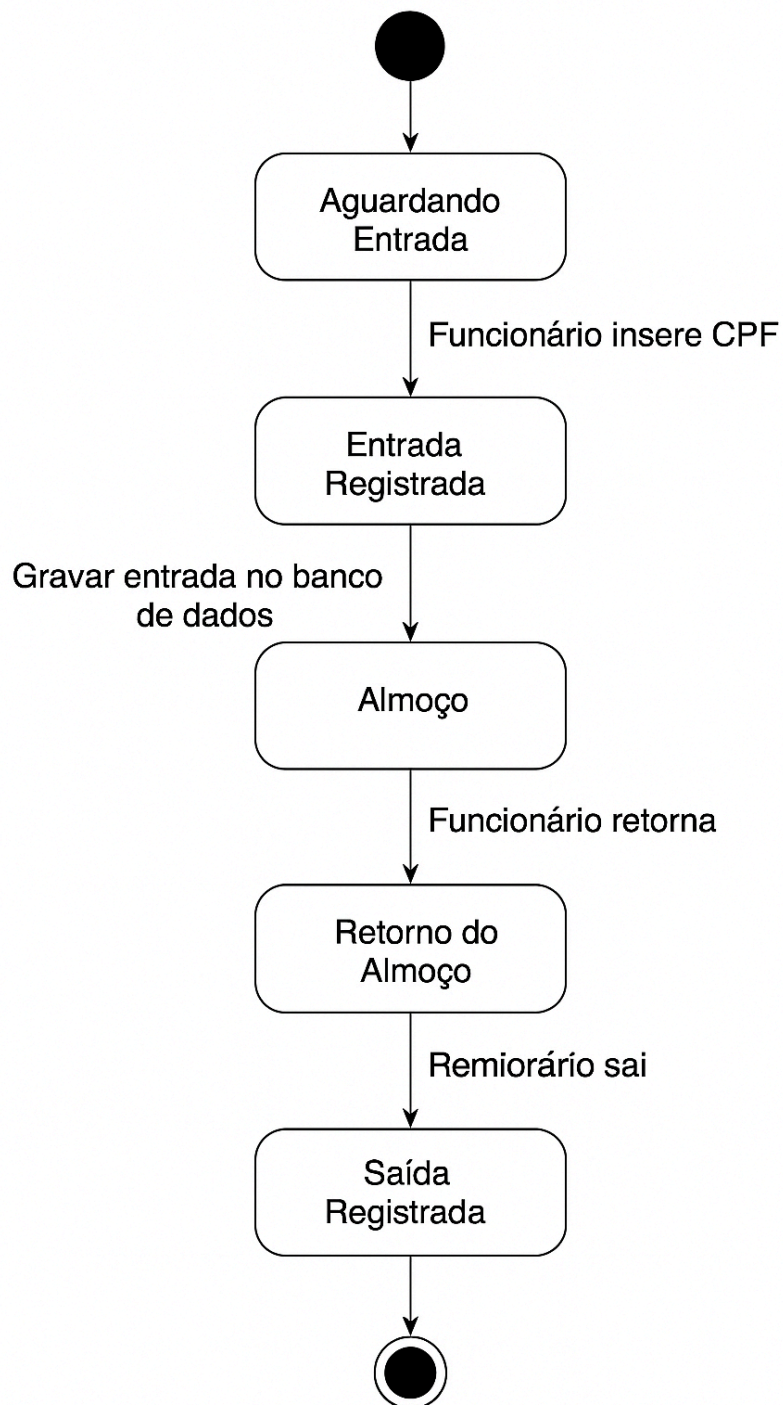 Aguardando
Entrada
Funcionário insere CPF
Entrada
Registrada
Gravar entrada no banco
de dados
Almoço
Funcionário retorna
Retorno do
Almoço
Remiorário sai
Saída
Registrada